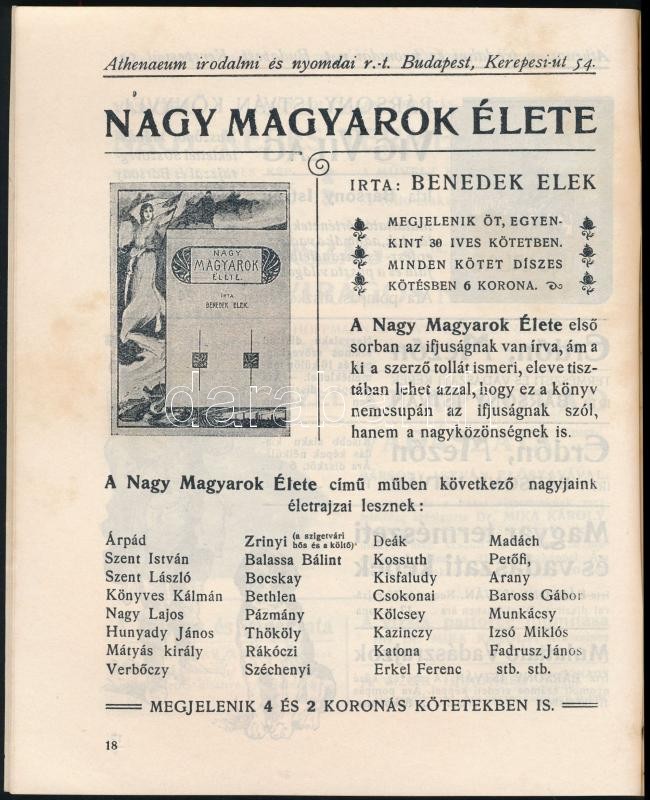 Athenaeum irodalmi és nyomdai r.-t. Budapest, Kerepesi-út 54.
NAGY MAGYAROK ÉLETE
IRTA: BENEDEK ELEK
MEGJELENIK ÖT, EGYEN-
KINT 30 IVES KÖTETBEN.
MINDEN KÖTET DÍSZES
KÖTÉSBEN 6 KORONA.
NAGY
MAGYAROK
ÉLETE.
IRTA
BENEDEK ELEK.
A Nagy Magyarok Élete első
sorban az ifjuságnak van írva, ám a
ki a szerző tollát ismeri, eleve tisz-
tában lehet azzal, hogy ez a könyv
nemcsupán az ifjuságnak szól,
hanem a nagyközönségnek is.
A Nagy Magyarok Élete című műben következő nagyjaink
életrajzai lesznek:
Árpád
Szent István
Szent László
Könyves Kálmán
Nagy Lajos
Hunyady János
Mátyás király
Verbőczy
Zrinyi (a szigetvári
hős és a költő)
Balassa Bálint
Bocskay
Bethlen
Pázmány
Thököly
Rákóczi
Széchenyi
Deák
Kossuth
Kisfaludy
Csokonai
Kölcsey
Kazinczy
Katona
Erkel Ferenc
Madách
Petőfi,
Arany
Baross Gábor
Munkácsy
Izsó Miklós
Fadrusz János
stb. stb.
MEGJELENIK 4 ÉS 2 KORONÁS KÖTETEKBEN IS.
18
darabanth